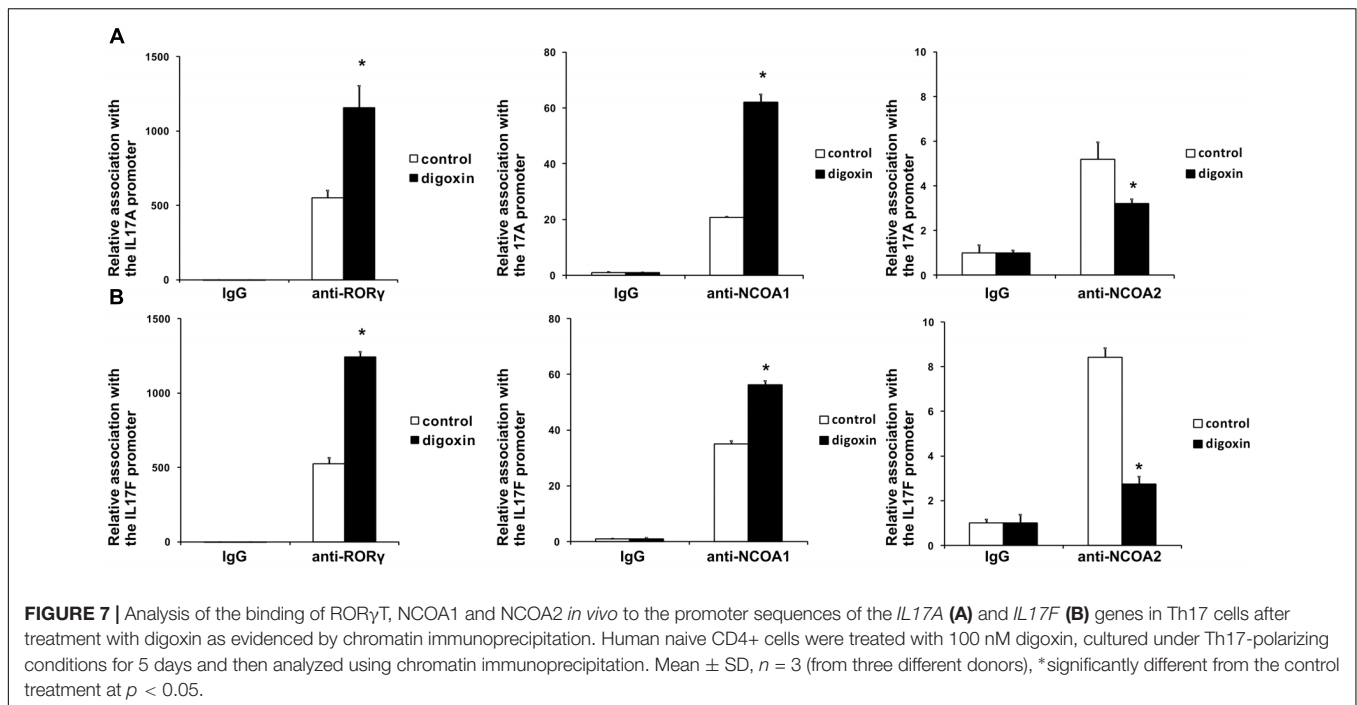 A
1500
1000
500
0
Relative association with
the IL17A promoter
*
IgG
anti-RORγ
control
digoxin
80
60
40
20
0
Relative association with
the 17A promoter
*
IgG
anti-NCOA1
control
digoxin
10
8
6
4
2
0
Relative association with
the 17A promoter
*
IgG
anti-NCOA2
control
digoxin
B
1500
1000
500
0
Relative association with
the IL17F promoter
*
IgG
anti-RORγ
control
digoxin
80
60
40
20
0
Relative association with
the IL17F promoter
*
IgG
anti-NCOA1
control
digoxin
10
8
6
4
2
0
Relative association with
the IL17F promoter
*
IgG
anti-NCOA2
control
digoxin
FIGURE 7 | Analysis of the binding of RORγT, NCOA1 and NCOA2 in vivo to the promoter sequences of the IL17A (A) and IL17F (B) genes in Th17 cells after
treatment with digoxin as evidenced by chromatin immunoprecipitation. Human naive CD4+ cells were treated with 100 nM digoxin, cultured under Th17-polarizing
conditions for 5 days and then analyzed using chromatin immunoprecipitation. Mean ± SD, n = 3 (from three different donors), *significantly different from the control
treatment at p < 0.05.